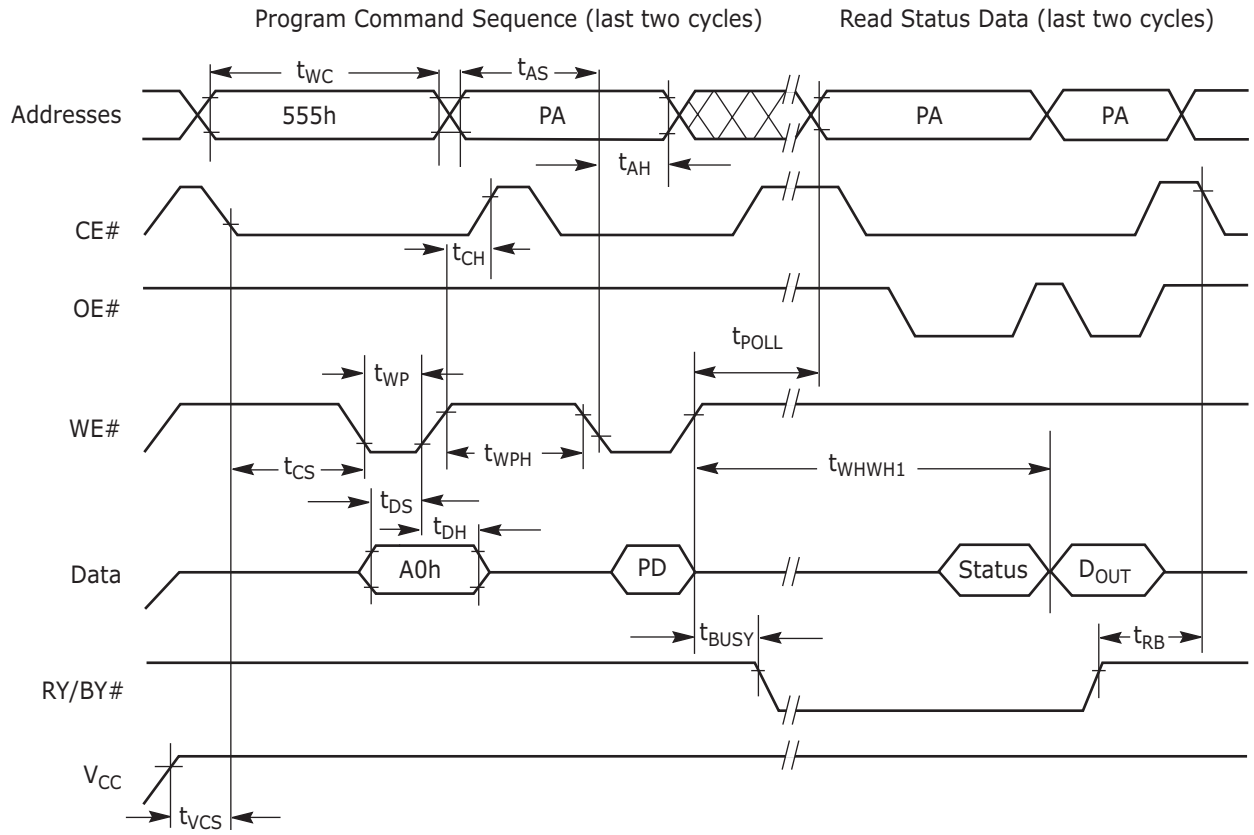 Program Command Sequence (last two cycles)
Read Status Data (last two cycles)
tWC
tAS
Addresses
555h
PA
PA
PA
tAH
CE#
tCH
OE#
tPOLL
tWP
WE#
tWPH
tCS
tWHWH1
tDS
tDH
Data
A0h
PD
Status
DOUT
tBUSY
tRB
RY/BY#
VCC
tVCS